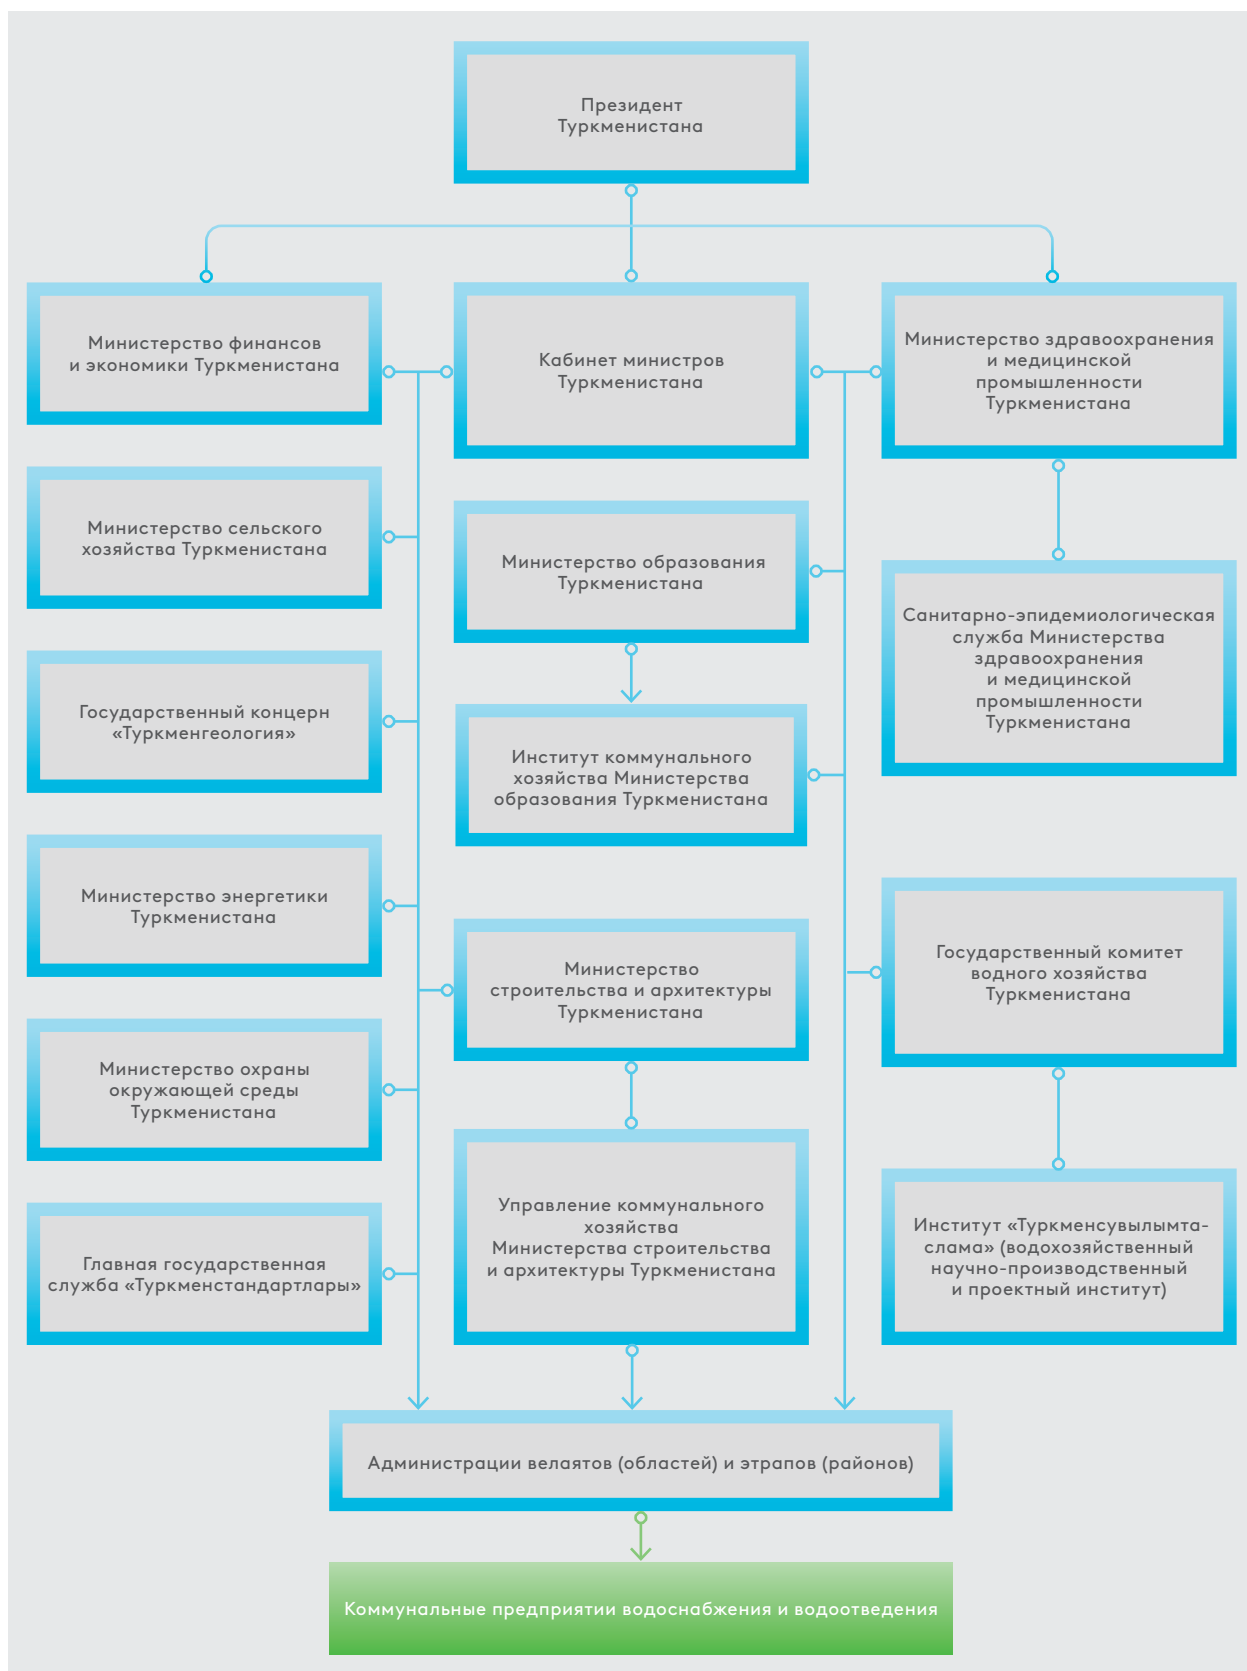 Президент
Туркменистана
Министерство финансов
и экономики Туркменистана
Кабинет министров
Туркменистана
Министерство здравоохранения
и медицинской
промышленности
Туркменистана
Министерство сельского
хозяйства Туркменистана
Министерство образования
Туркменистана
Санитарно-эпидемиологическая
служба Министерства
здравоохранения
и медицинской
промышленности
Туркменистана
Государственный концерн
«Туркменгеология»
Институт коммунального
хозяйства Министерства
образования Туркменистана
Министерство энергетики
Туркменистана
Министерство
строительства и архитектуры
Туркменистана
Государственный комитет
водного хозяйства
Туркменистана
Министерство охраны
окружающей среды
Туркменистана
Управление коммунального
хозяйства
Министерства строительства
и архитектуры Туркменистана
Институт «Туркменсувылымта-
слама» (водохозяйственный
научно-производственный
и проектный институт)
Главная государственная
служба «Туркменстандартлары»
Администрации велаятов (областей) и этрапов (районов)
Коммунальные предприятии водоснабжения и водоотведения